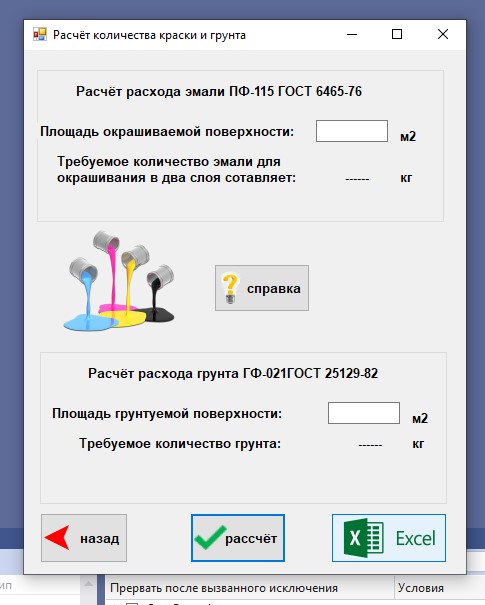 Расчёт количества краски и грунта
Расчёт расхода эмали ПФ-115 ГОСТ 6465-76
Площадь окрашиваемой поверхности:
м2
Требуемое количество эмали для
окрашивания в два слоя сотавляет:
------
кг
справка
Расчёт расхода грунта ГФ-021ГОСТ 25129-82
Площадь грунтуемой поверхности:
м2
Требуемое количество грунта:
------
кг
назад
рассчёт
X
Excel
ип
Прервать после вызванного исключения
Условия